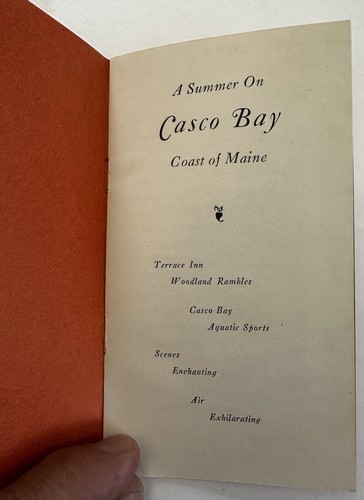 A Summer On
Casco Bay
Coast of Maine
Terrace Inn
Woodland Rambles
Casco Bay
Aquatic Sports
Scenes
Enchanting
Air
Exhilarating